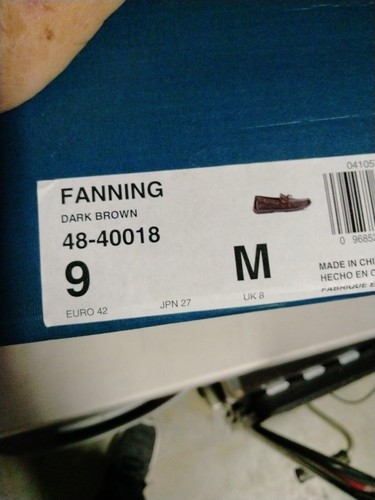 FANNING
DARK BROWN
48-40018
9
M
EURO 42
JPN 27
UK 8
04105
0 9685
MADE IN CHI
HECHO EN C
FABRIQUÉ E